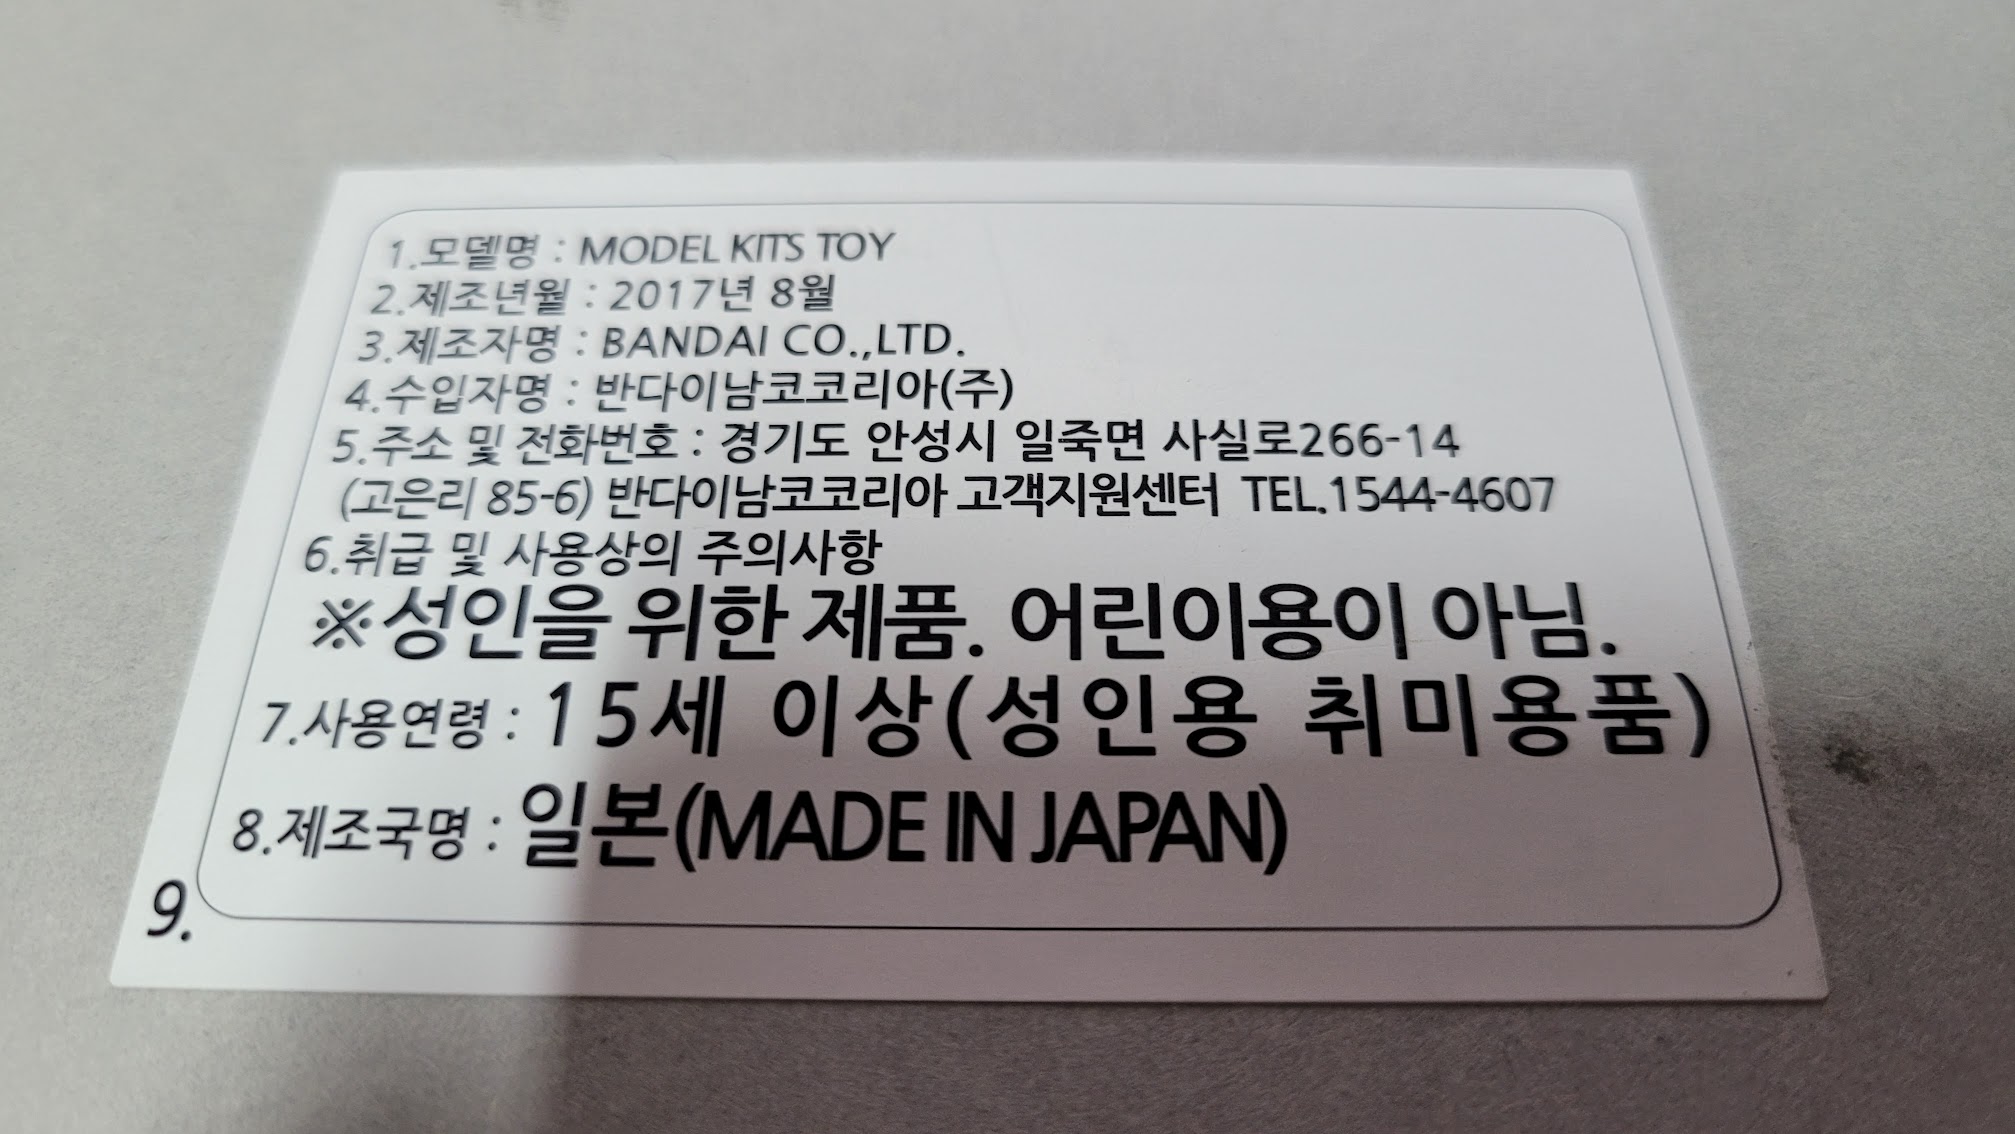 1.모델명 : MODEL KITS TOY
2.제조년월 : 2017년 8월
3.제조자명 : BANDAI CO.,LTD.
4.수입자명 : 반다이남코코리아(주)
5.주소 및 전화번호 : 경기도 안성시 일죽면 사실로266-14
(고은리 85-6) 반다이남코코리아 고객지원센터 TEL.1544-4607
6.취급 및 사용상의 주의사항
※성인을 위한 제품. 어린이용이 아님.
7.사용연령 : 15세 이상(성인용 취미용품)
8.제조국명 : 일본(MADE IN JAPAN)
9.